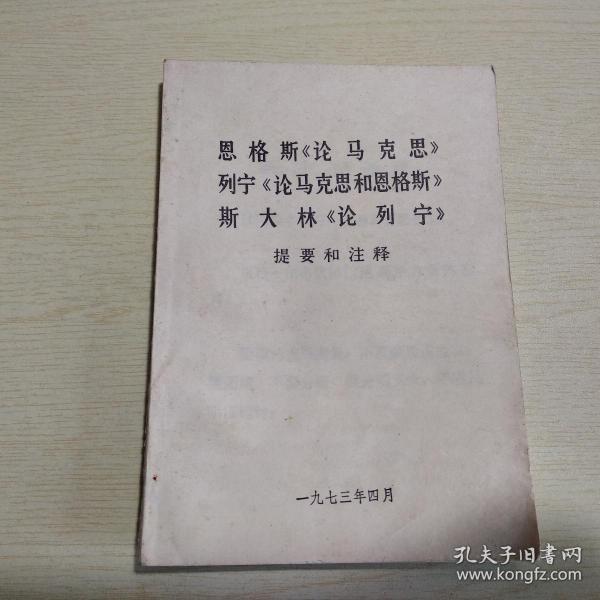 恩格斯《论马克思》
列宁《论马克思和恩格斯》
斯大林《论列宁》
提要和注释
一九七三年四月
孔夫子旧书网
www.kongfz.com